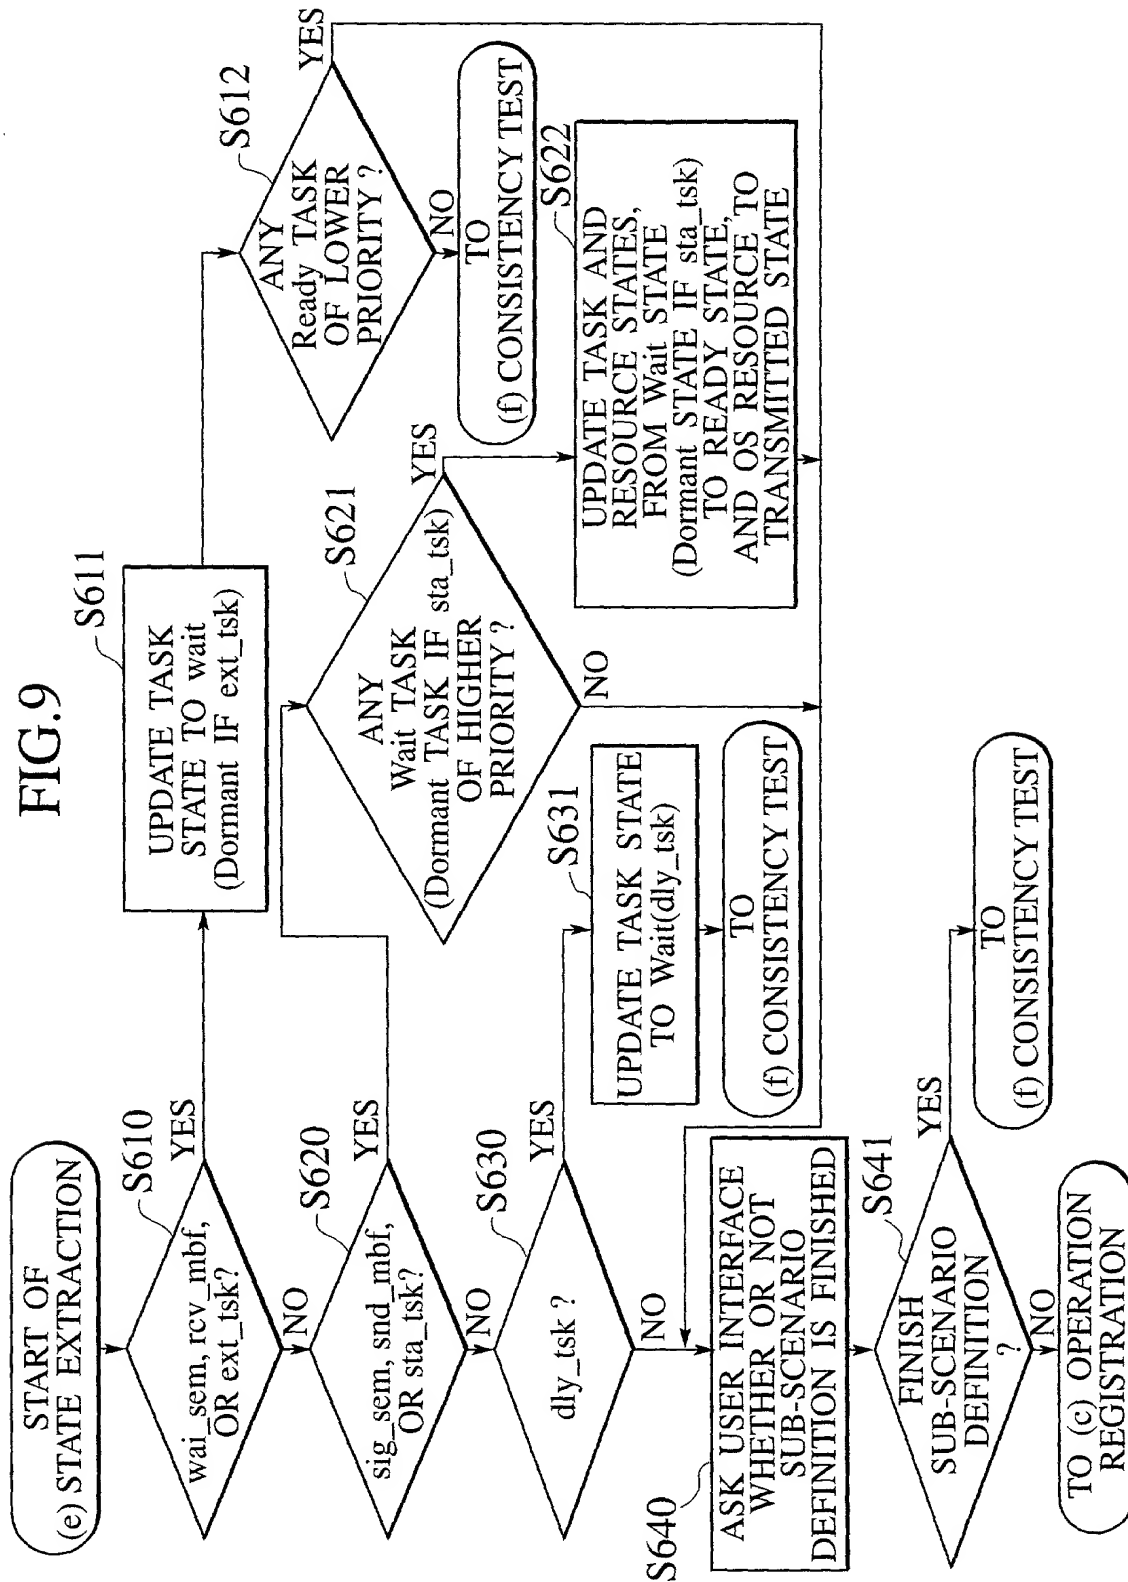 FIG.9
START OF
(e) STATE EXTRACTION
S610
wai_sem, rcv_mbf,
OR ext_tsk?
YES
NO
S611
UPDATE TASK
STATE TO wait
(Dormant IF ext_tsk)
S612
ANY
Ready TASK
OF LOWER
PRIORITY ?
YES
NO
TO
(f) CONSISTENCY TEST
S620
sig_sem, snd_mbf,
OR sta_tsk?
YES
NO
S621
ANY
Wait TASK
(Dormant TASK IF sta_tsk)
OF HIGHER
PRIORITY ?
YES
NO
S622
UPDATE TASK AND
RESOURCE STATES,
FROM Wait STATE
(Dormant STATE IF sta_tsk)
TO READY STATE,
AND OS RESOURCE TO
TRANSMITTED STATE
S630
dly_tsk ?
YES
NO
S631
UPDATE TASK STATE
TO Wait(dly_tsk)
TO
(f) CONSISTENCY TEST
S640
ASK USER INTERFACE
WHETHER OR NOT
SUB-SCENARIO
DEFINITION IS FINISHED
S641
FINISH
SUB-SCENARIO
DEFINITION
?
YES
NO
TO
(f) CONSISTENCY TEST
TO (c) OPERATION
REGISTRATION